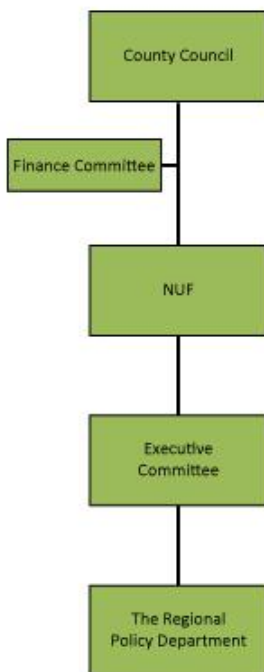 County Council
Finance Committee
NUF
Executive
Committee
The Regional
Policy Department